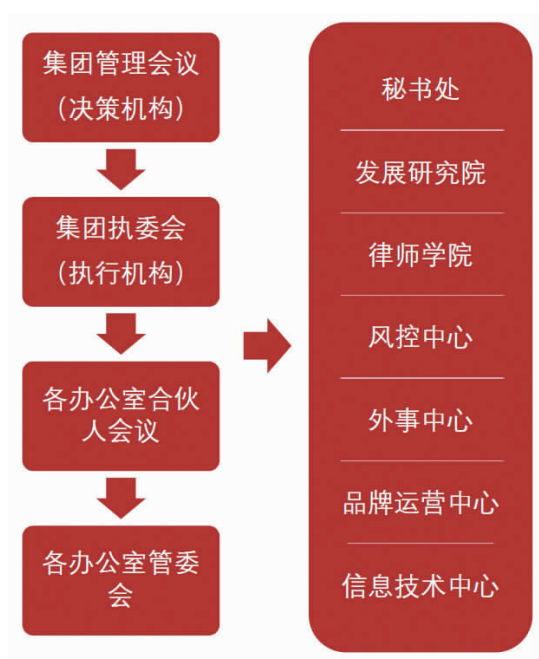 集团管理会议
（决策机构）
集团执委会
（执行机构）
各办公室合伙
人会议
各办公室管委
会
秘书处
发展研究院
律师学院
风控中心
外事中心
品牌运营中心
信息技术中心